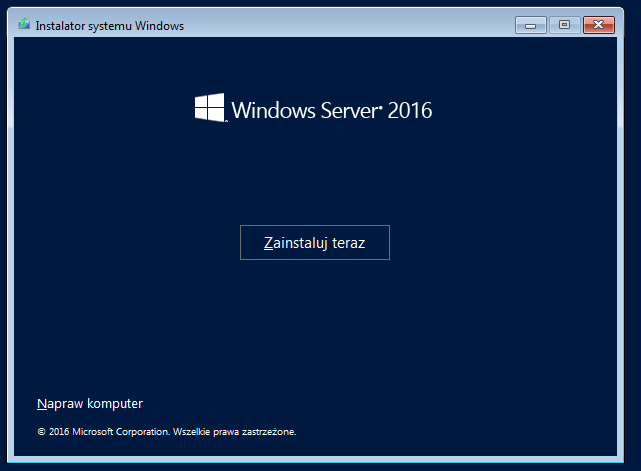 Instalator systemu Windows
Windows Server® 2016
Zainstaluj teraz
Napraw komputer
© 2016 Microsoft Corporation. Wszelkie prawa zastrzeżone.